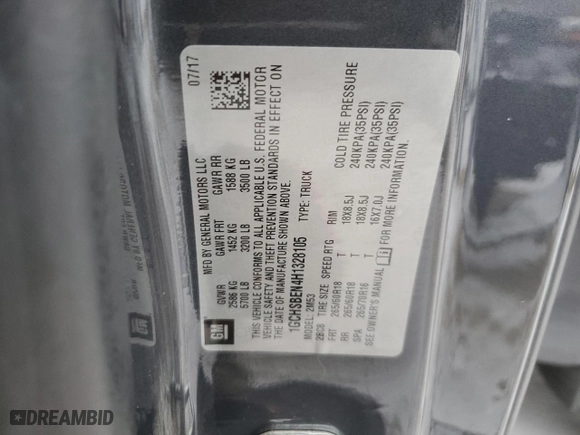 MFD BY GENERAL MOTORS LLC
07/17
GVWR GAWR FRT GAWR RR
2586 KG 1452 KG 1588 KG
5700 LB 3200 LB 3500 LB
THIS VEHICLE CONFORMS TO ALL APPLICABLE U.S. FEDERAL MOTOR
VEHICLE SAFETY AND THEFT PREVENTION STANDARDS IN EFFECT ON
THE DATE OF MANUFACTURE SHOWN ABOVE.
1GCHSBEN4H1328105
TYPE: TRUCK
MODEL: 2M53
28C8 TIRE SIZE SPEED RTG RIM COLD TIRE PRESSURE
FRT 265/60R18 T 18X8.5J 240KPA(35PSI)
RR 265/60R18 T 18X8.5J 240KPA(35PSI)
SPA 265/70R16 T 16X7.0J 240KPA(35PSI)
SEE OWNER'S MANUAL FOR MORE INFORMATION.
GM
DREAMBID